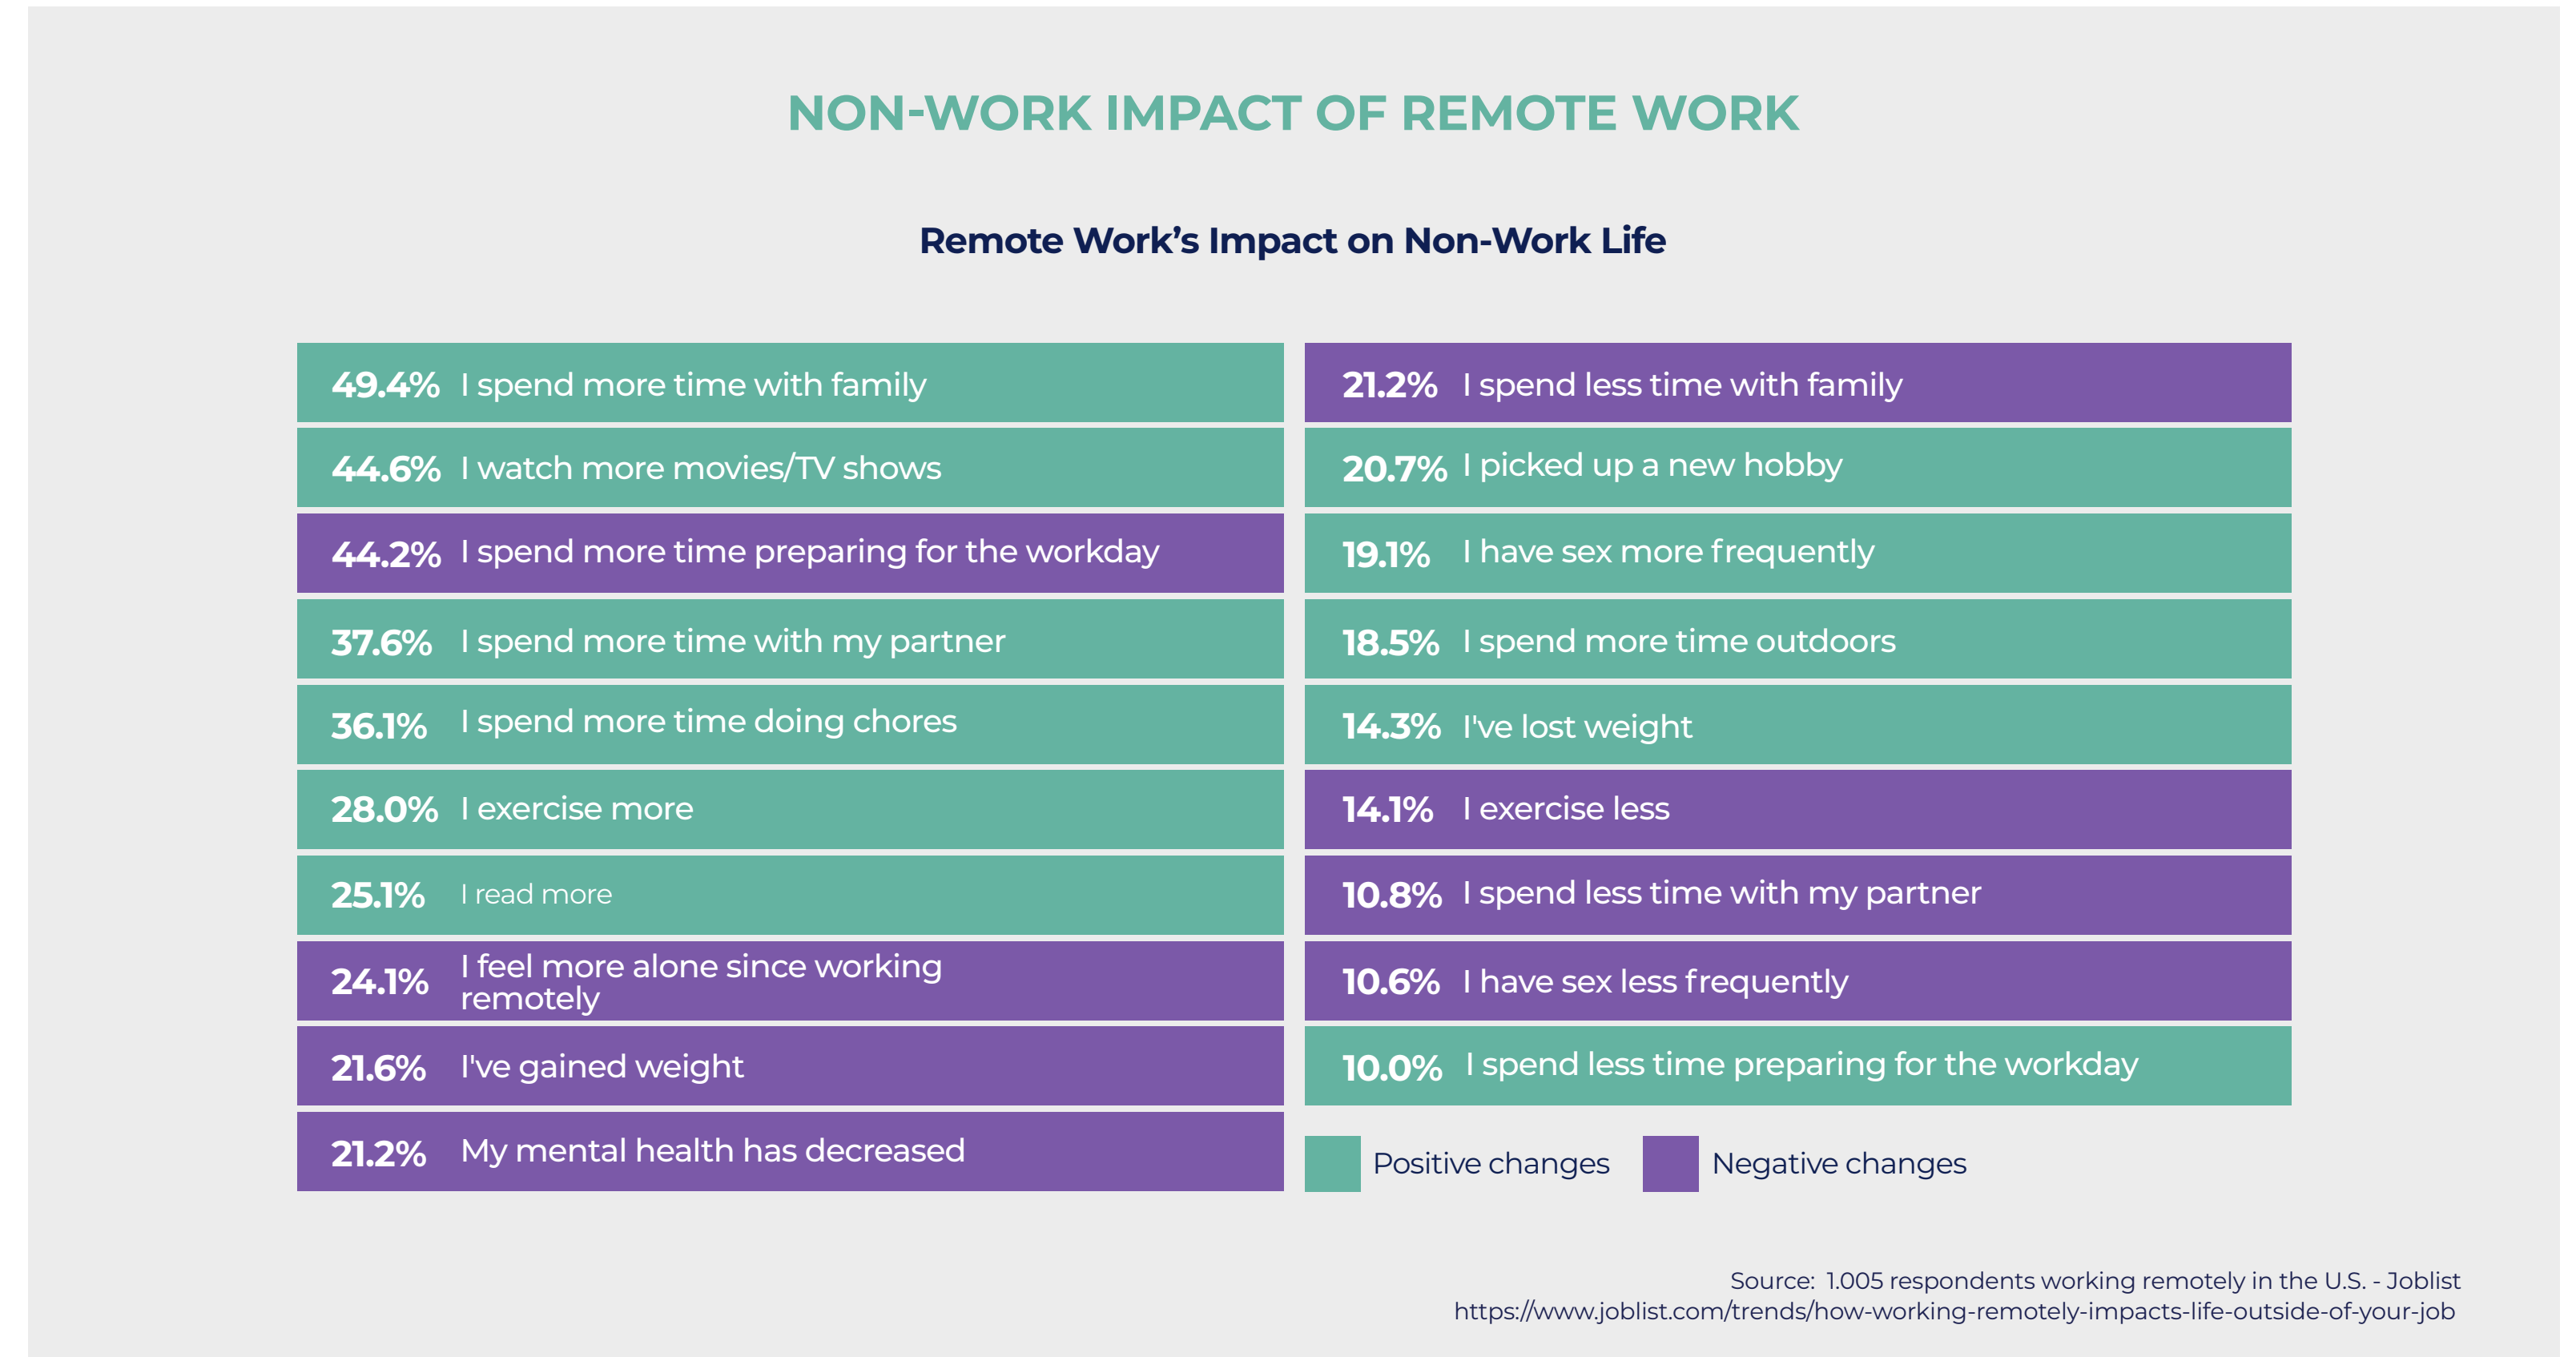 NON-WORK IMPACT OF REMOTE WORK
Remote Work’s Impact on Non-Work Life
49.4% I spend more time with family
44.6% I watch more movies/TV shows
44.2% I spend more time preparing for the workday
37.6% I spend more time with my partner
36.1% I spend more time doing chores
28.0% I exercise more
25.1% I read more
24.1% I feel more alone since working
remotely
21.6% I've gained weight
21.2% My mental health has decreased
21.2% I spend less time with family
20.7% I picked up a new hobby
19.1% I have sex more frequently
18.5% I spend more time outdoors
14.3% I've lost weight
14.1% I exercise less
10.8% I spend less time with my partner
10.6% I have sex less frequently
10.0% I spend less time preparing for the workday
Positive changes Negative changes
Source: 1.005 respondents working remotely in the U.S. - Joblist
https://www.joblist.com/trends/how-working-remotely-impacts-life-outside-of-your-job